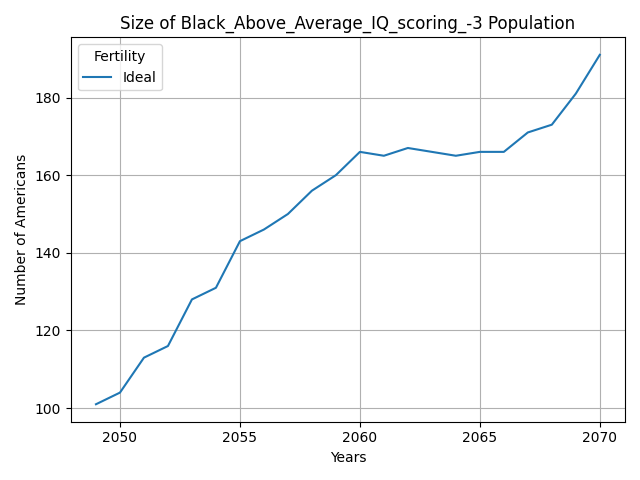 Size of Black_Above_Average_IQ_scoring_-3 Population
Fertility
Ideal
Number of Americans
180
160
140
120
100
2050 2055 2060 2065 2070
Years